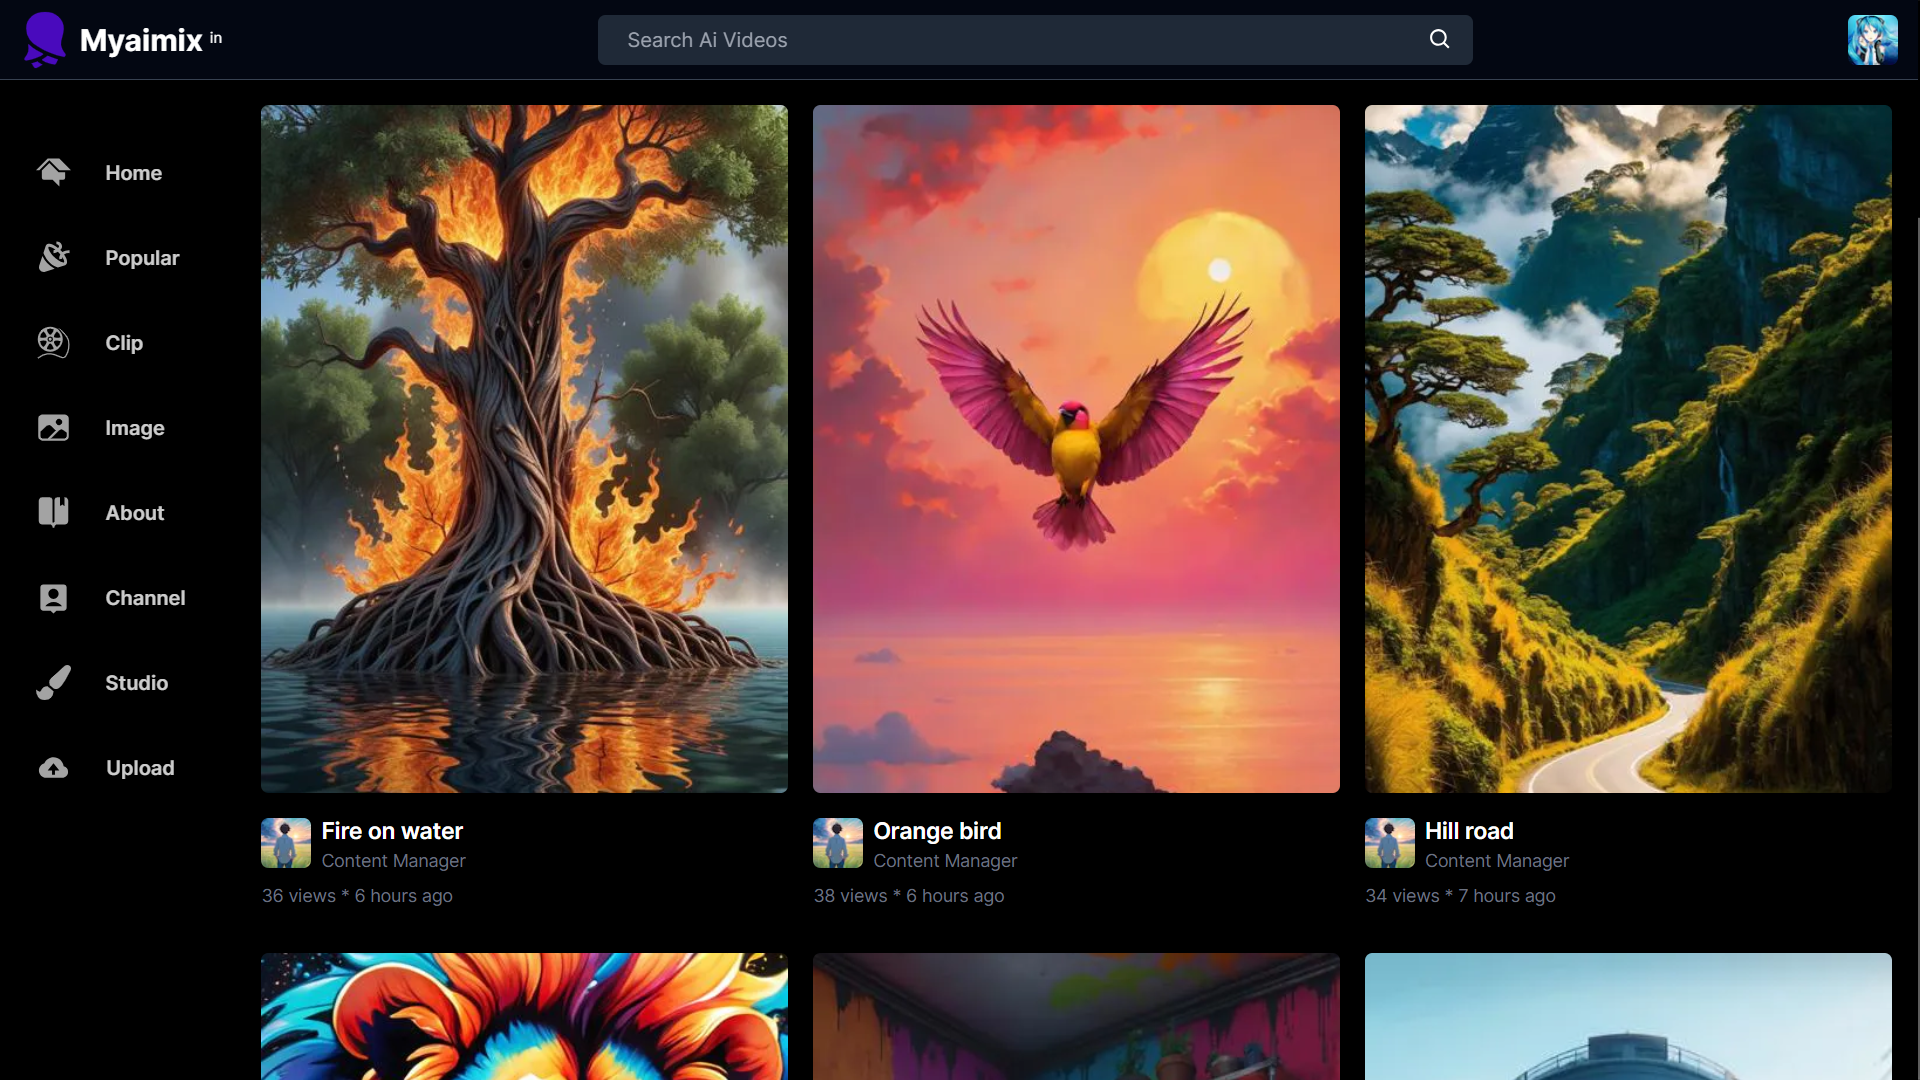 Myaimix in
Search Ai Videos
Home
Popular
Clip
Image
About
Channel
Studio
Upload
Fire on water
Content Manager
36 views * 6 hours ago
Orange bird
Content Manager
38 views * 6 hours ago
Hill road
Content Manager
34 views * 7 hours ago